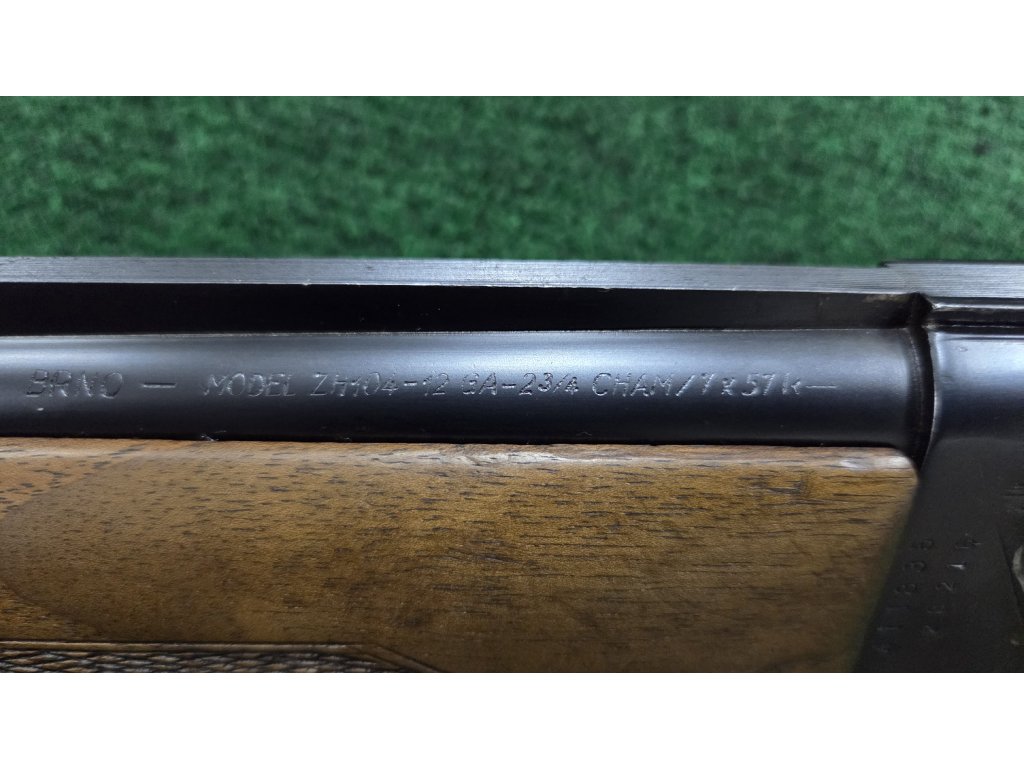 BRNO — MODEL ZH104-12 GA-2¾ CHAM/7x57R—